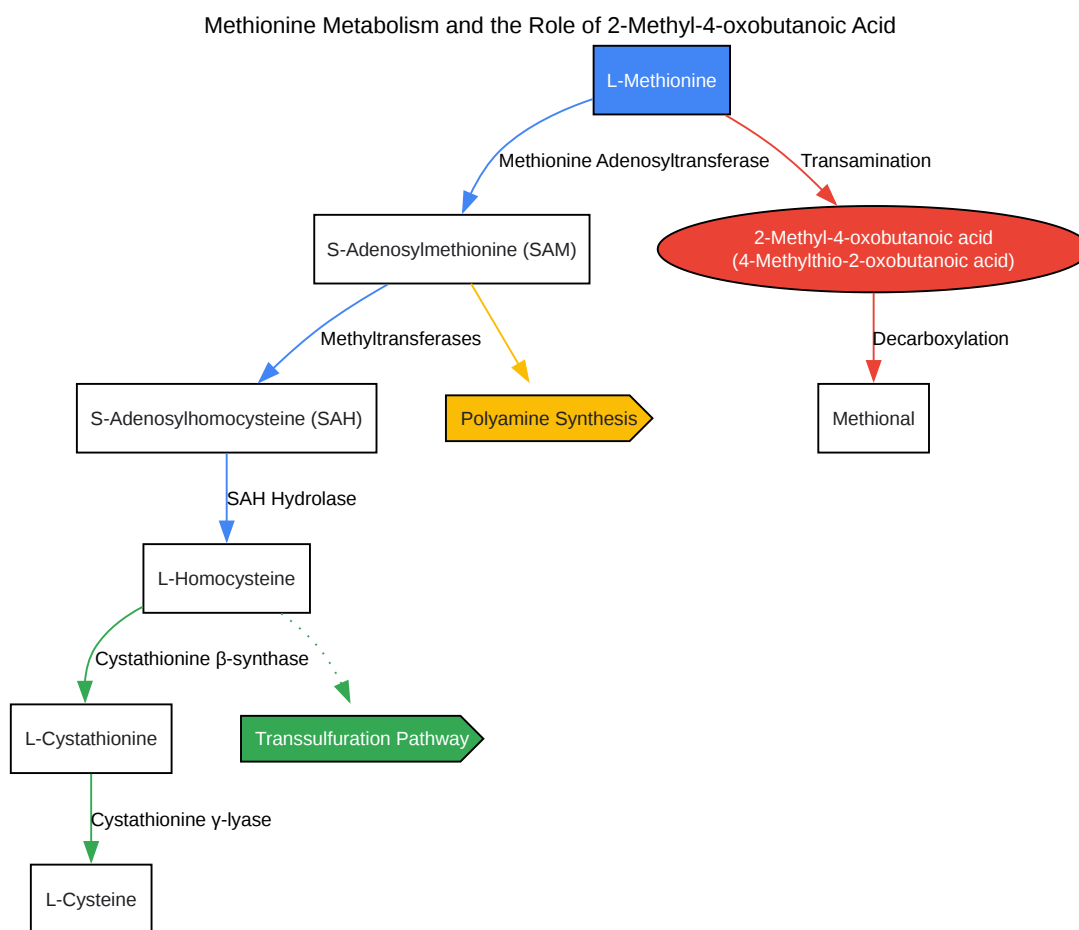 Methionine Metabolism and the Role of 2-Methyl-4-oxobutanoic Acid
L-Methionine
Methionine Adenosyltransferase
Transamination
S-Adenosylmethionine (SAM)
2-Methyl-4-oxobutanoic acid
(4-Methylthio-2-oxobutanoic acid)
Methyltransferases
Decarboxylation
S-Adenosylhomocysteine (SAH)
Polyamine Synthesis
Methional
SAH Hydrolase
L-Homocysteine
Cystathionine β-synthase
L-Cystathionine
Transsulfuration Pathway
Cystathionine γ-lyase
L-Cysteine